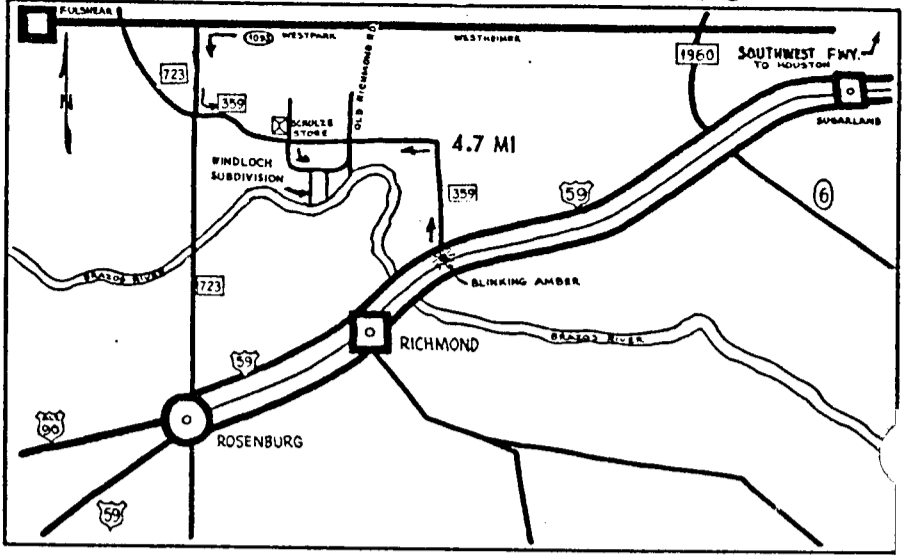 FULSHEAR
1093
WESTPARK
WESTHEIMER
OLD RICHMOND RD
1960
SOUTHWEST FWY.
TO HOUSTON
723
359
N
SCHULZE
STORE
4.7 MI
SUGARLAND
WINDLOCH
SUBDIVISION
359
59
6
BRAZOS RIVER
723
BLINKING AMBER
RICHMOND
BRAZOS RIVER
59
ALT
90
ROSENBURG
59